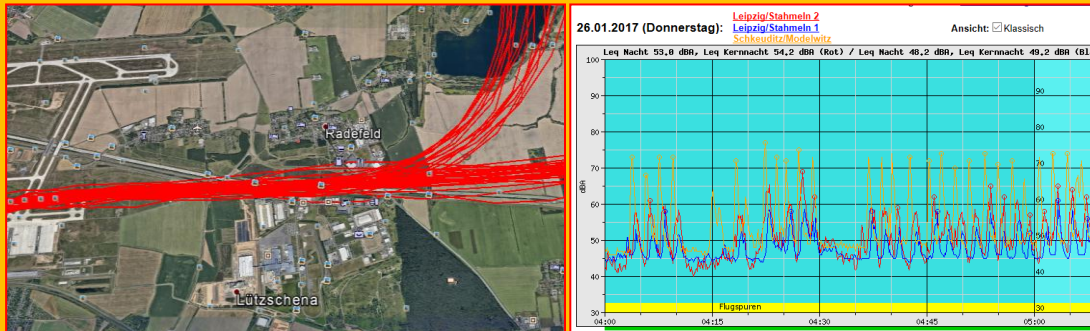 Radefeld
Lützschena
26.01.2017 (Donnerstag):
Leipzig/Stahmeln 2
Leipzig/Stahmeln 1
Schkeuditz/Modelwitz
Ansicht: Klassisch
Leq Nacht 53.0 dBA, Leq Kernnacht 54.2 dBA (Rot) / Leq Nacht 48.2 dBA, Leq Kernnacht 49.2 dBA (Bl
100
90
90
80
80
70
70
60
60
50
50
40
40
30
30
dBA
Flugspuren
04:00
04:15
04:30
04:45
05:00